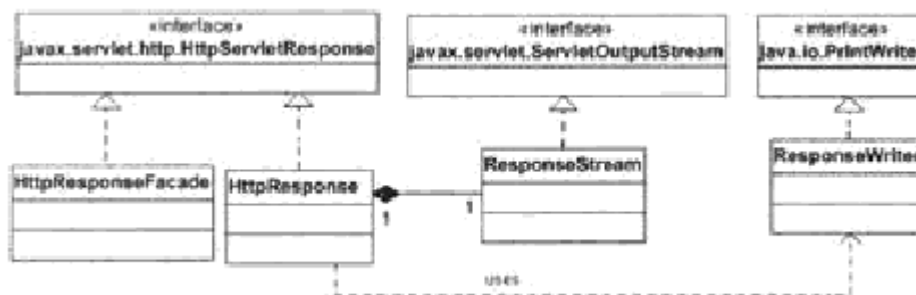 «interface»
javax.servlet.http.HttpServletResponse
«interface»
javax.servlet.ServletOutputStream
«interface»
java.io.PrintWrite
HttpResponseFacade
HttpResponse
1
1
ResponseStream
ResponseWrite
uses